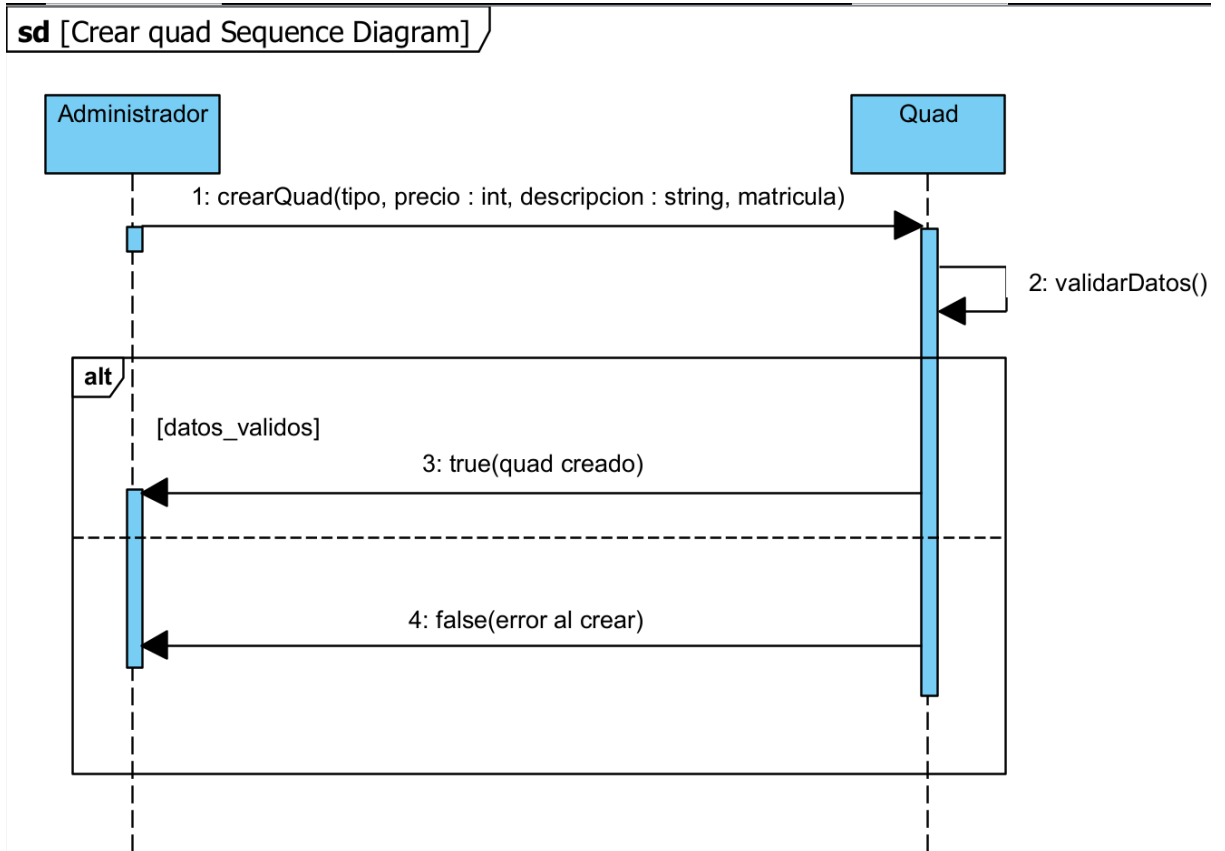 sd [Crear quad Sequence Diagram]
Administrador
Quad
1: crearQuad(tipo, precio : int, descripcion : string, matricula)
2: validarDatos()
alt
[datos_validos]
3: true(quad creado)
4: false(error al crear)